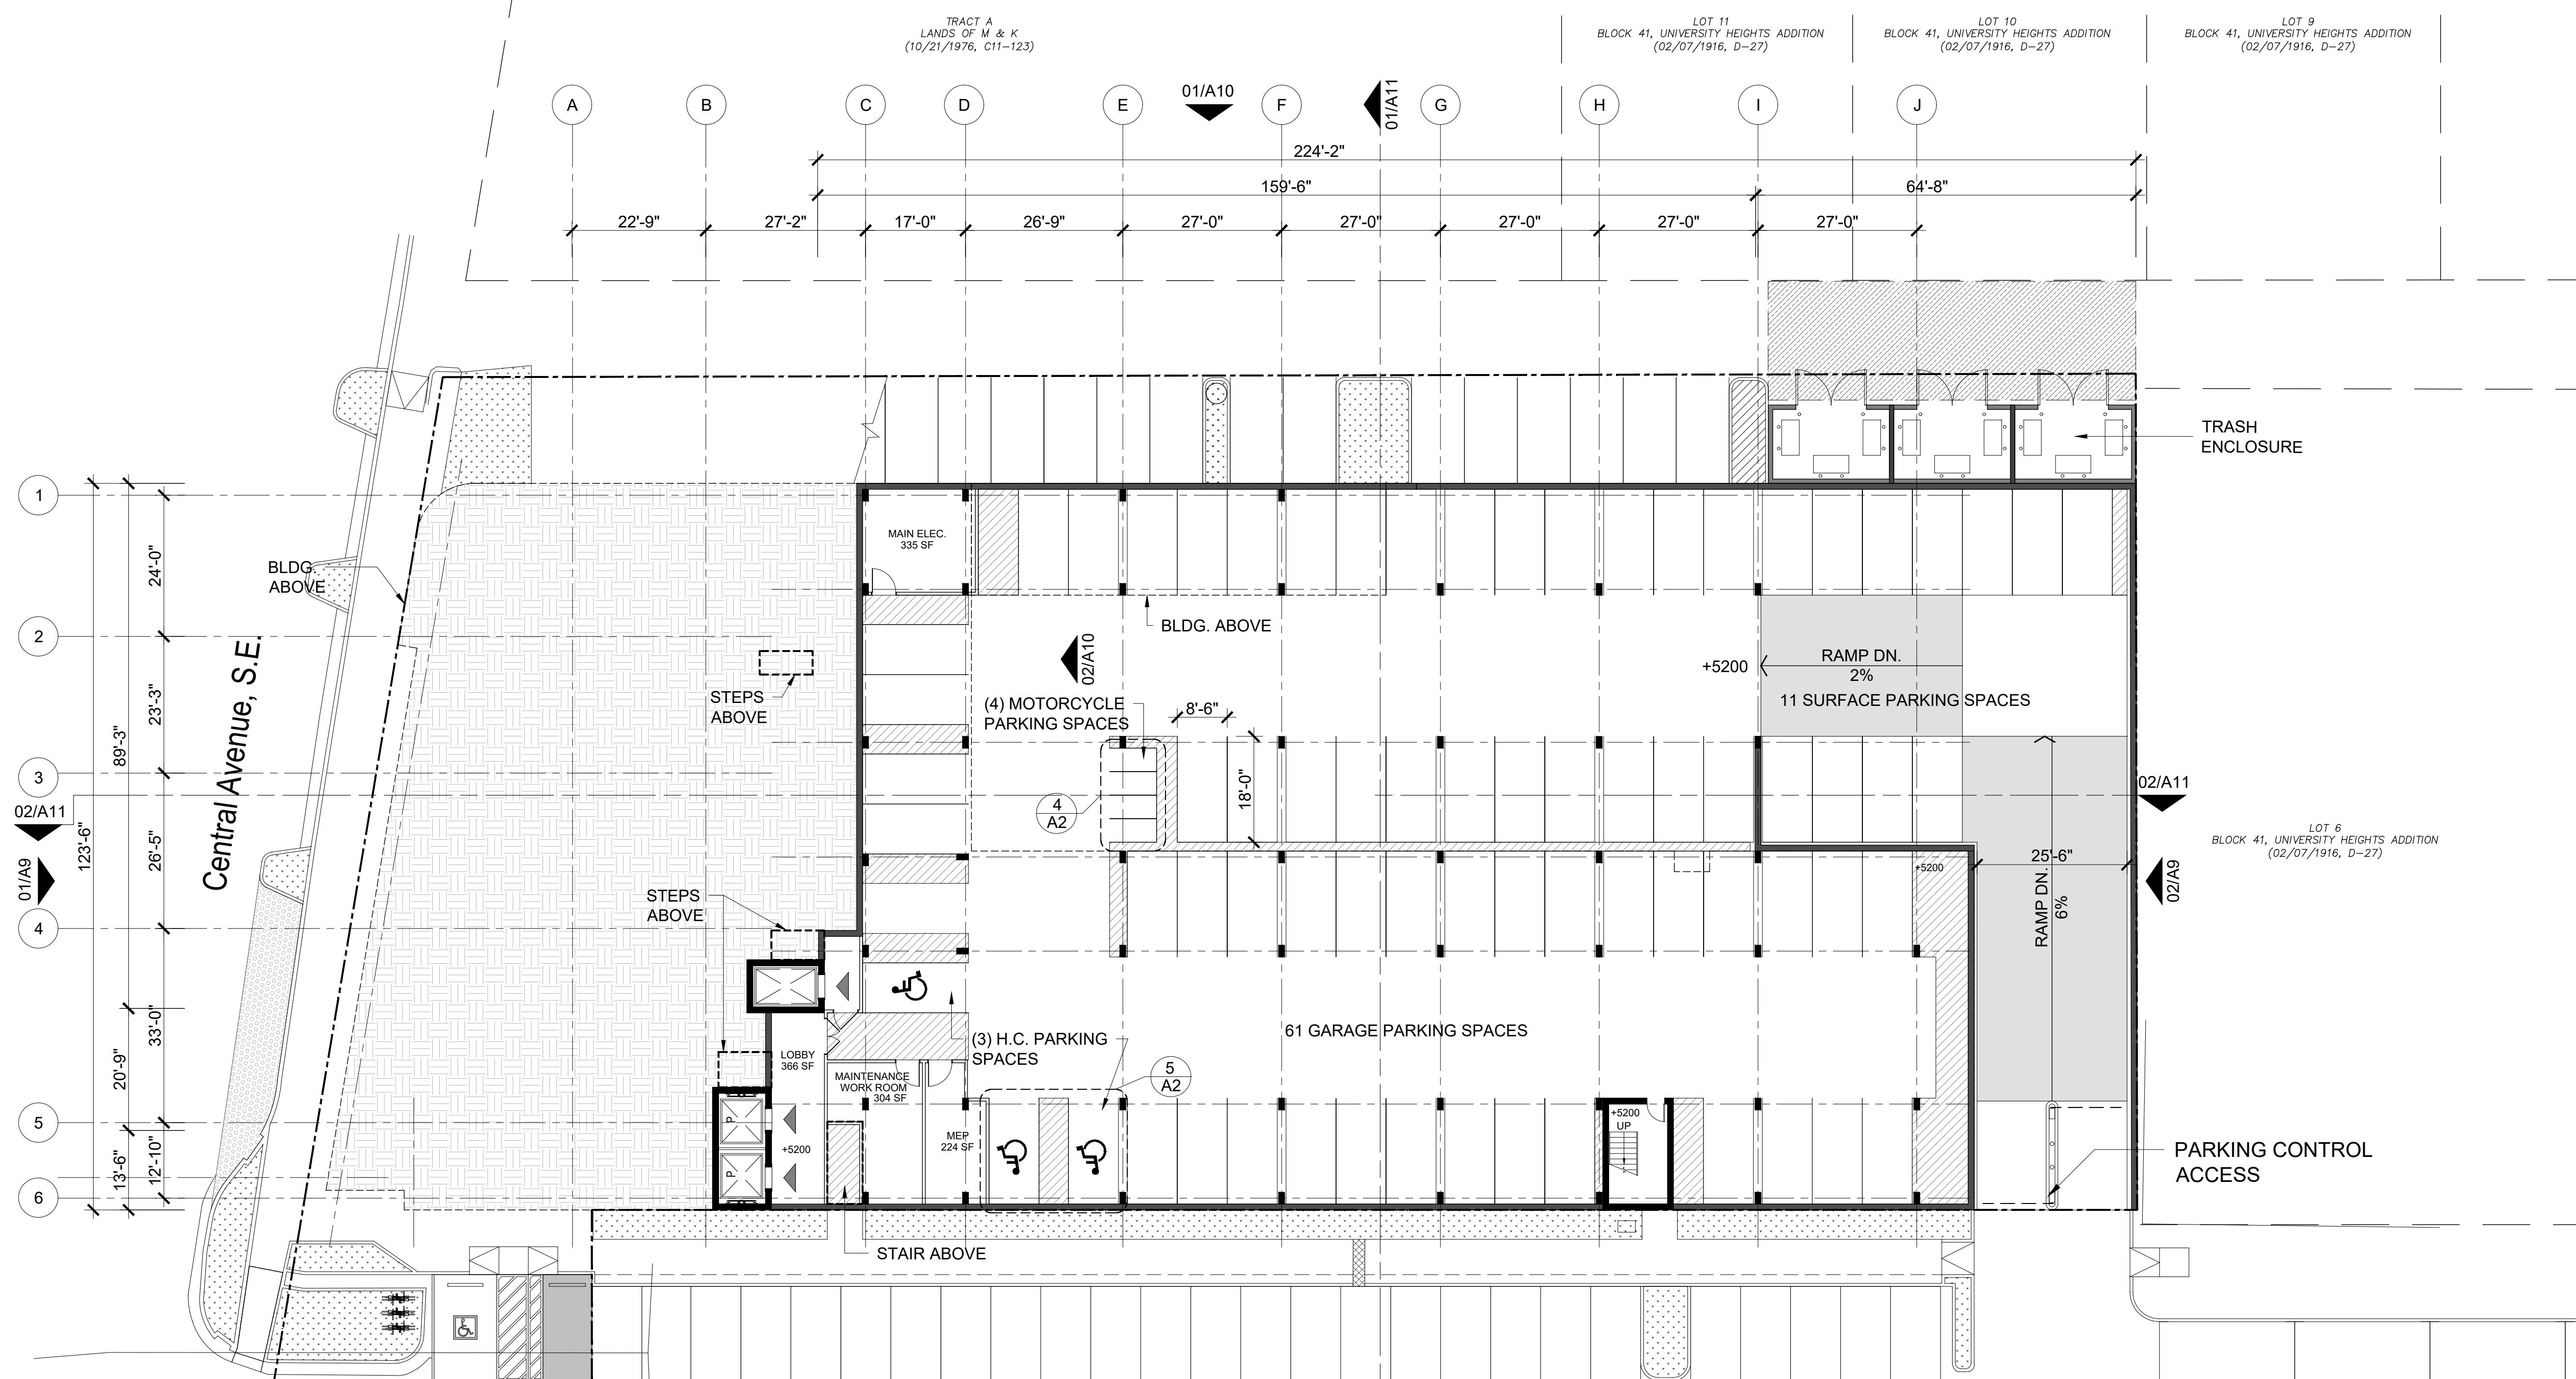 TRACT A
LANDS OF M & K
(10/21/1976, C11-123)
LOT 11
BLOCK 41, UNIVERSITY HEIGHTS ADDITION
(02/07/1916, D-27)
LOT 10
BLOCK 41, UNIVERSITY HEIGHTS ADDITION
(02/07/1916, D-27)
LOT 9
BLOCK 41, UNIVERSITY HEIGHTS ADDITION
(02/07/1916, D-27)
A
B
C
D
E
01/A10
F
01/A11
G
H
I
J
224'-2"
159'-6"
64'-8"
22'-9"
27'-2"
17'-0"
26'-9"
27'-0"
27'-0"
27'-0"
27'-0"
27'-0"
TRASH
ENCLOSURE
1
2
3
4
5
6
02/A11
01/A9
123'-6"
89'-3"
20'-9"
13'-6"
24'-0"
23'-3"
26'-5"
33'-0"
12'-10"
Central Avenue, S.E.
BLDG.
ABOVE
MAIN ELEC.
335 SF
BLDG. ABOVE
02/A10
STEPS
ABOVE
(4) MOTORCYCLE
PARKING SPACES
8'-6"
18'-0"
4
A2
+5200
RAMP DN.
2%
11 SURFACE PARKING SPACES
02/A11
LOT 6
BLOCK 41, UNIVERSITY HEIGHTS ADDITION
(02/07/1916, D-27)
25'-6"
+5200
RAMP DN.
6%
02/A9
STEPS
ABOVE
61 GARAGE PARKING SPACES
(3) H.C. PARKING
SPACES
LOBBY
366 SF
MAINTENANCE
WORK ROOM
304 SF
5
A2
P
P
+5200
MEP
224 SF
+5200
UP
PARKING CONTROL
ACCESS
STAIR ABOVE